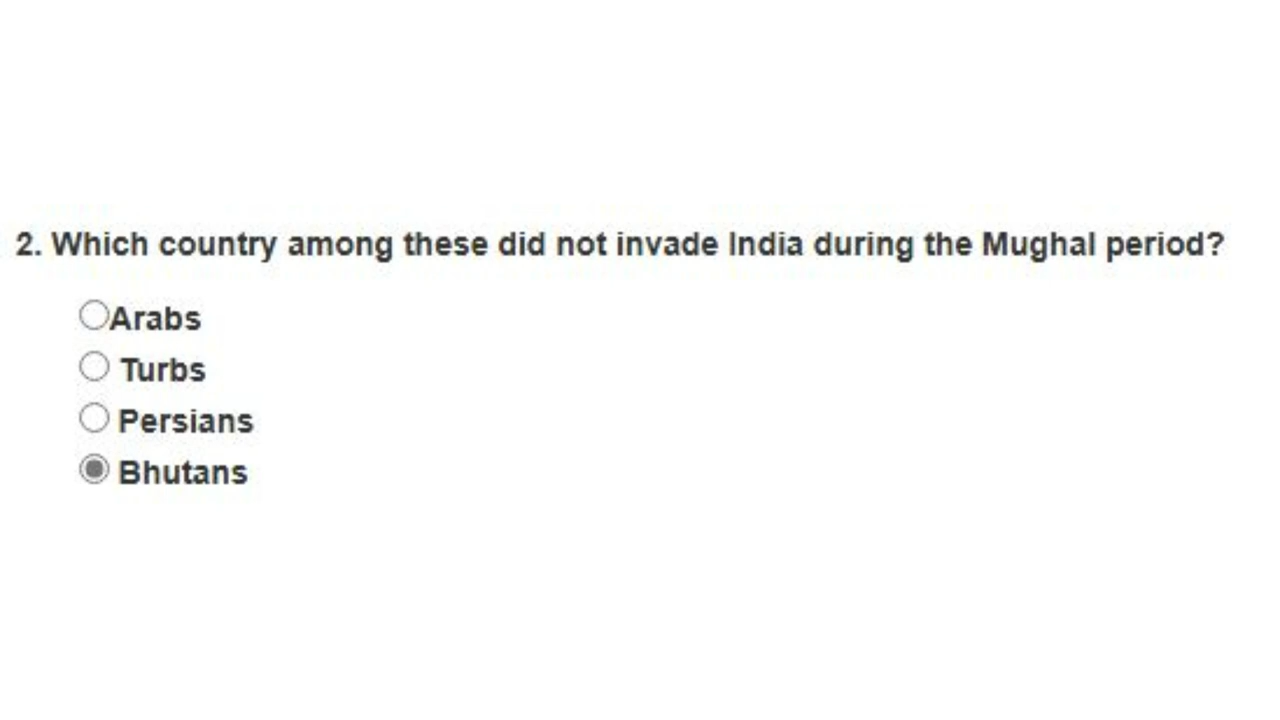 2. Which country among these did not invade India during the Mughal period?
Arabs
Turbs
Persians
Bhutans